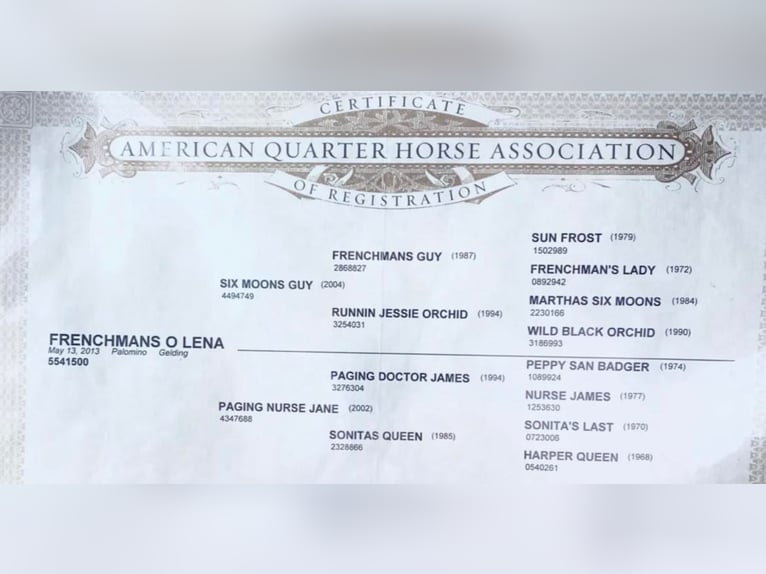 CERTIFICATE
AMERICAN QUARTER HORSE ASSOCIATION
OF REGISTRATION
SUN FROST (1979)
1502989
FRENCHMANS GUY (1987)
2868827
FRENCHMAN'S LADY (1972)
0892942
SIX MOONS GUY (2004)
4494749
MARTHAS SIX MOONS (1984)
2230166
RUNNIN JESSIE ORCHID (1994)
3254031
WILD BLACK ORCHID (1990)
3186993
FRENCHMANS O LENA
May 13, 2013 Palomino Gelding
5541500
PEPPY SAN BADGER (1974)
1089924
PAGING DOCTOR JAMES (1994)
3276304
NURSE JAMES (1977)
1253630
PAGING NURSE JANE (2002)
4347688
SONITA'S LAST (1970)
0723006
SONITAS QUEEN (1985)
2328866
HARPER QUEEN (1968)
0540261